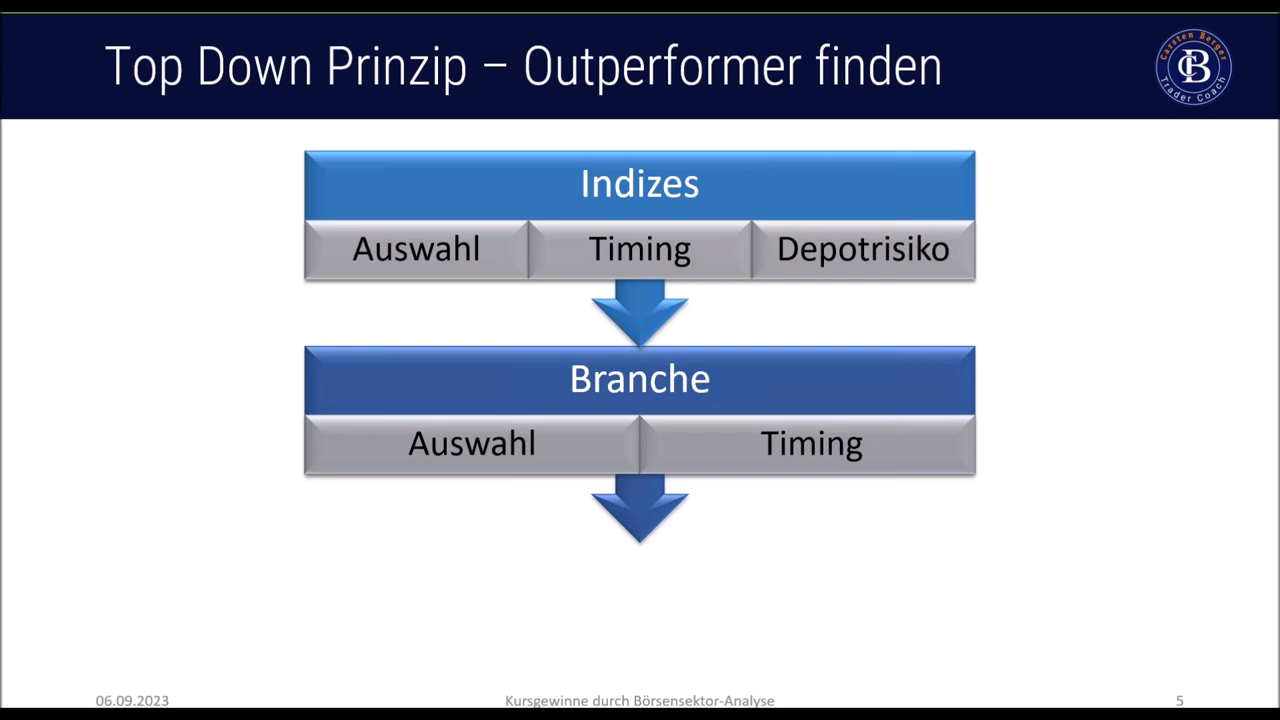 Top Down Prinzip – Outperformer finden
Carsten Berger
CB
Trader Coach
Indizes
Auswahl Timing Depotrisiko
Branche
Auswahl Timing
06.09.2023 Kursgewinne durch Börsensektor-Analyse 5